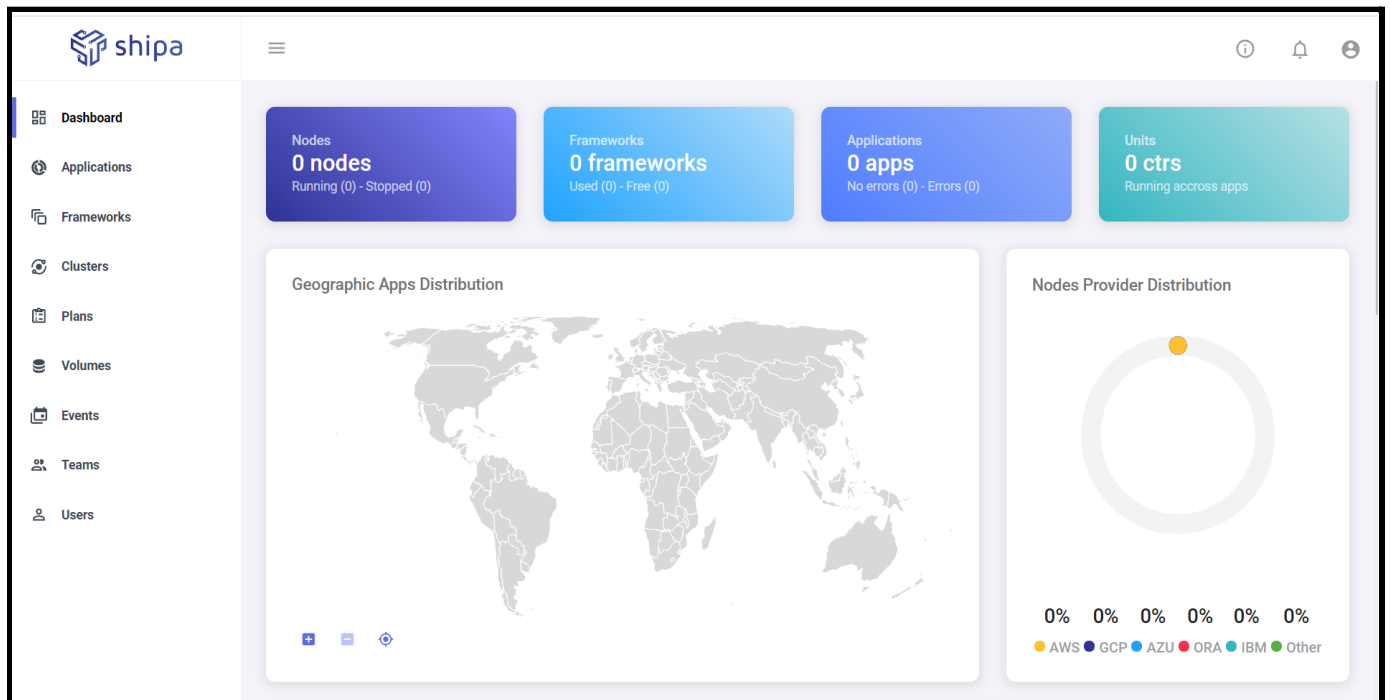 shipa
Dashboard
Applications
Frameworks
Clusters
Plans
Volumes
Events
Teams
Users
Nodes
0 nodes
Running (0) - Stopped (0)
Frameworks
0 frameworks
Used (0) - Free (0)
Applications
0 apps
No errors (0) - Errors (0)
Units
0 ctrs
Running accross apps
Geographic Apps Distribution
Nodes Provider Distribution
0% 0% 0% 0% 0% 0%
AWS GCP AZU ORA IBM Other